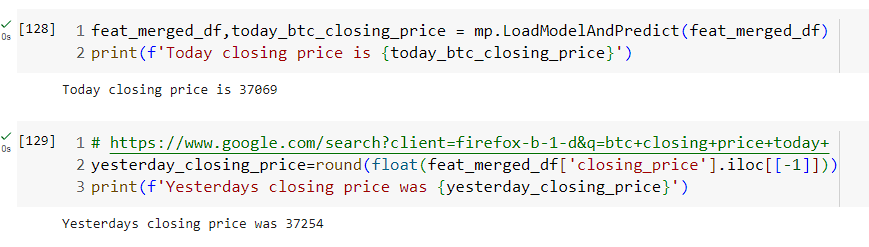 [128]
1 feat_merged_df,today_btc_closing_price = mp.LoadModelAndPredict(feat_merged_df)
0s
2 print(f'Today closing price is {today_btc_closing_price}')
Today closing price is 37069
[129]
1 # https://www.google.com/search?client=firefox-b-1-d&q=btc+closing+price+today+
0s
2 yesterday_closing_price=round(float(feat_merged_df['closing_price'].iloc[[-1]]))
3 print(f'Yesterdays closing price was {yesterday_closing_price}')
Yesterdays closing price was 37254